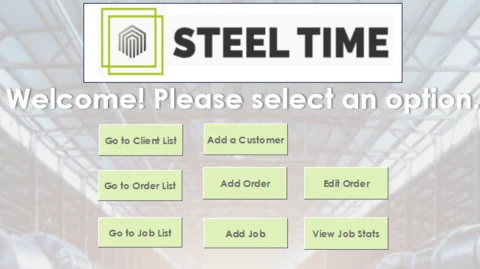 STEEL TIME
Welcome! Please select an option.
Go to Client List
Add a Customer
Go to Order List
Add Order
Edit Order
Go to Job List
Add Job
View Job Stats